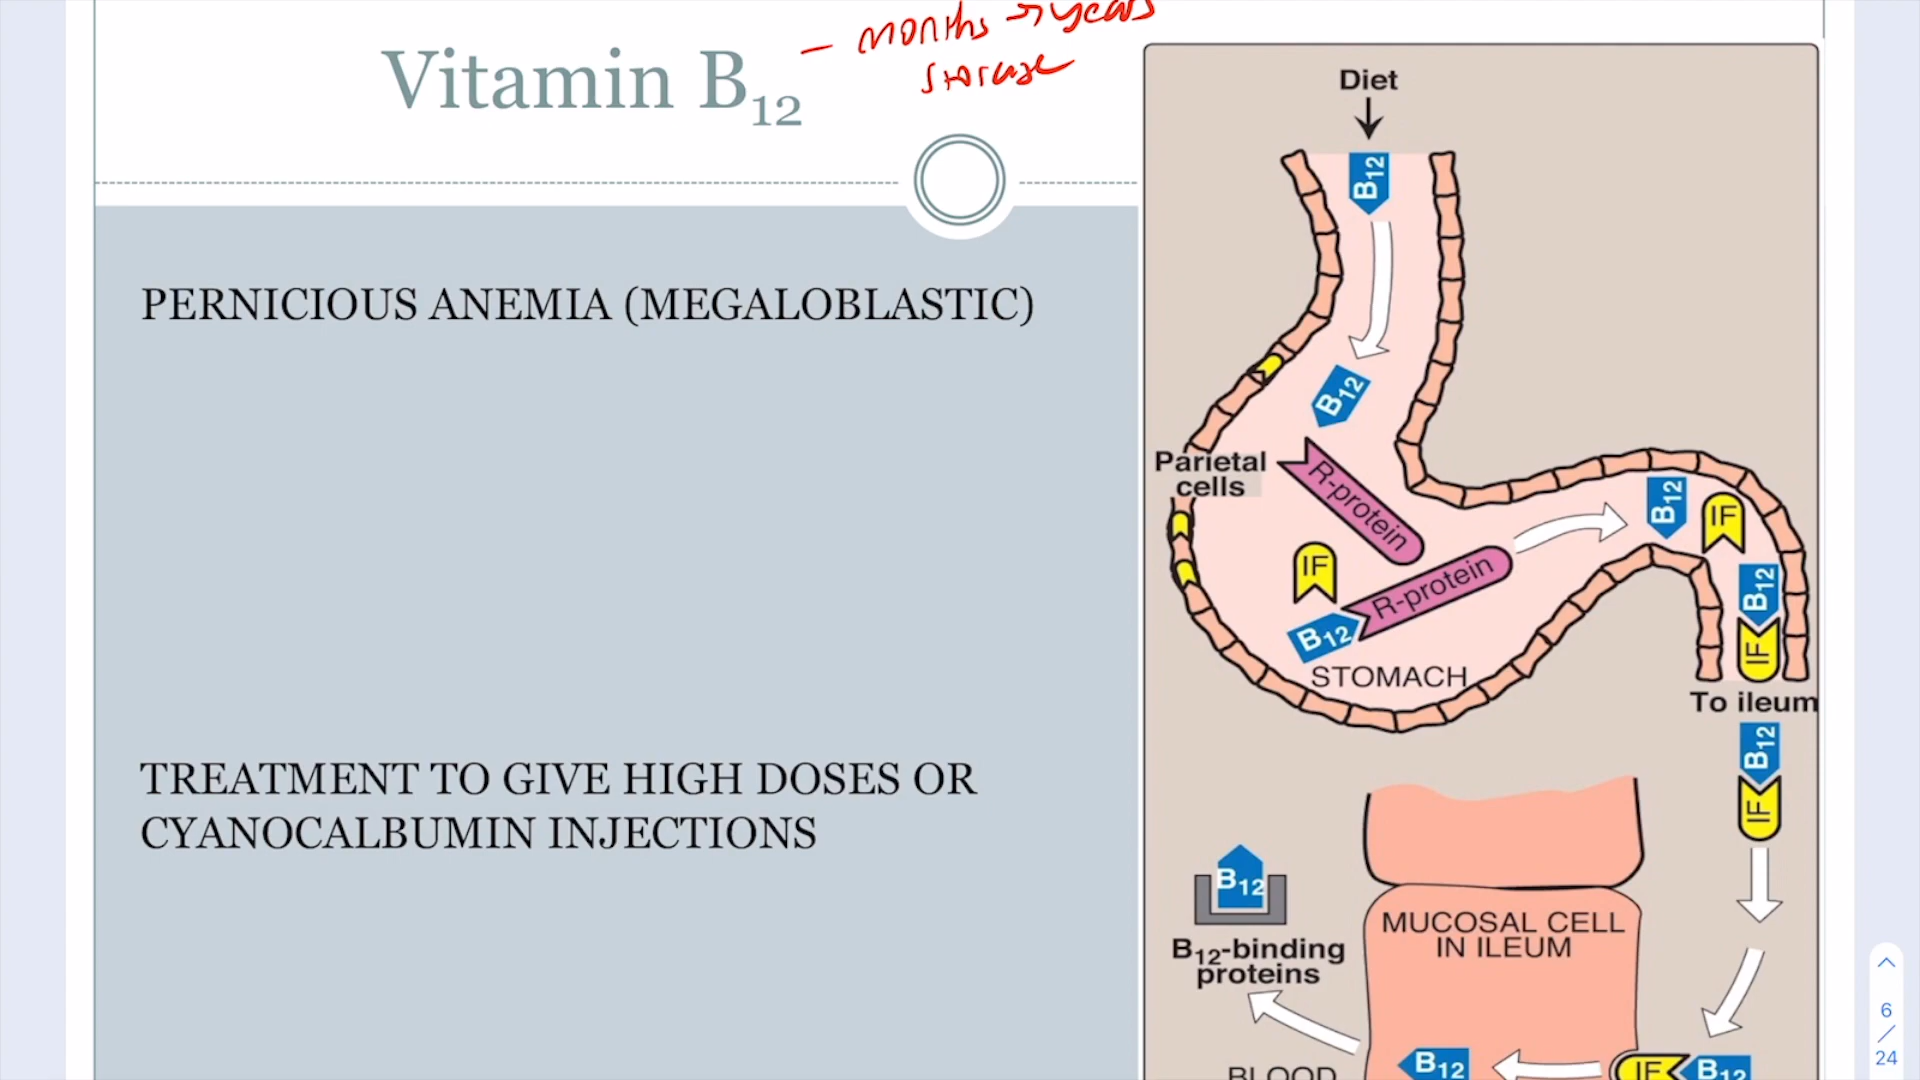 Vitamin B12
– months → years
storage
PERNICIOUS ANEMIA (MEGALOBLASTIC)
TREATMENT TO GIVE HIGH DOSES OR
CYANOCALBUMIN INJECTIONS
Diet
B12
B12
Parietal
cells
R-protein
IF
R-protein
B12
STOMACH
B12
IF
B12
IF
To ileum
B12
IF
B12
B12-binding
proteins
MUCOSAL CELL
IN ILEUM
BLOOD
B12
IF
B12
6
24